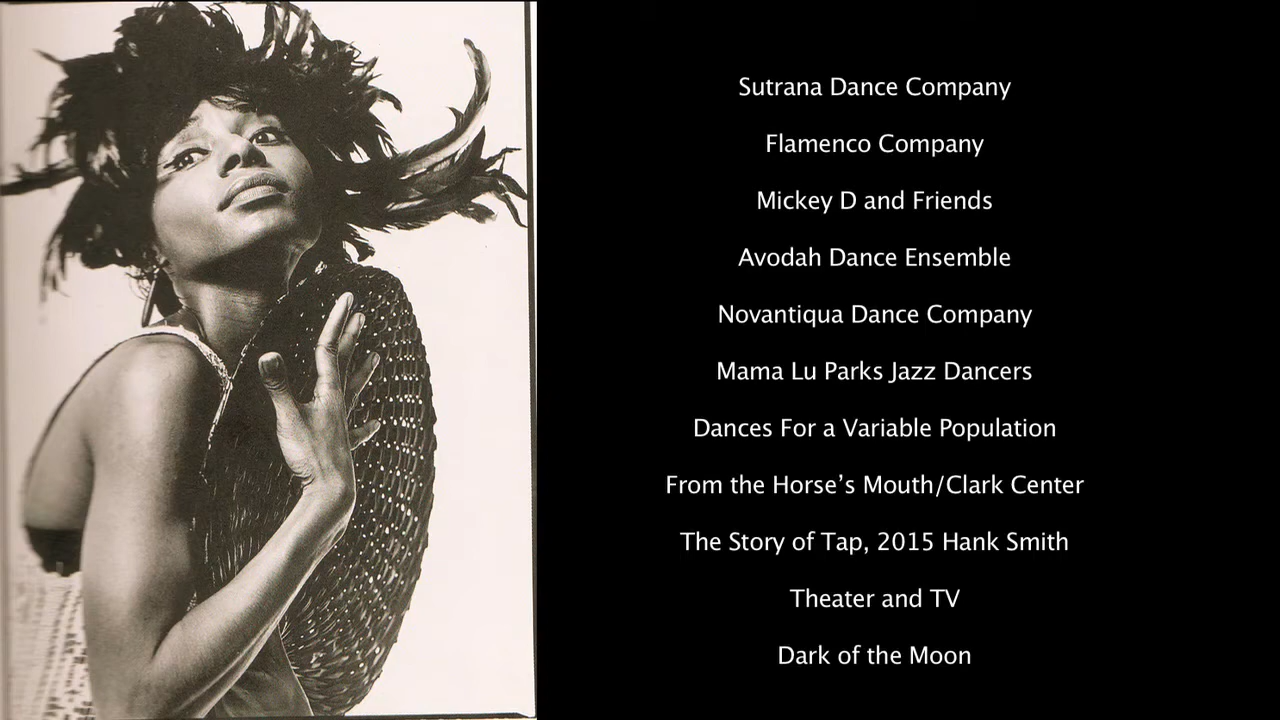 Sutrana Dance Company
Flamenco Company
Mickey D and Friends
Avodah Dance Ensemble
Novantiqua Dance Company
Mama Lu Parks Jazz Dancers
Dances For a Variable Population
From the Horse’s Mouth/Clark Center
The Story of Tap, 2015 Hank Smith
Theater and TV
Dark of the Moon